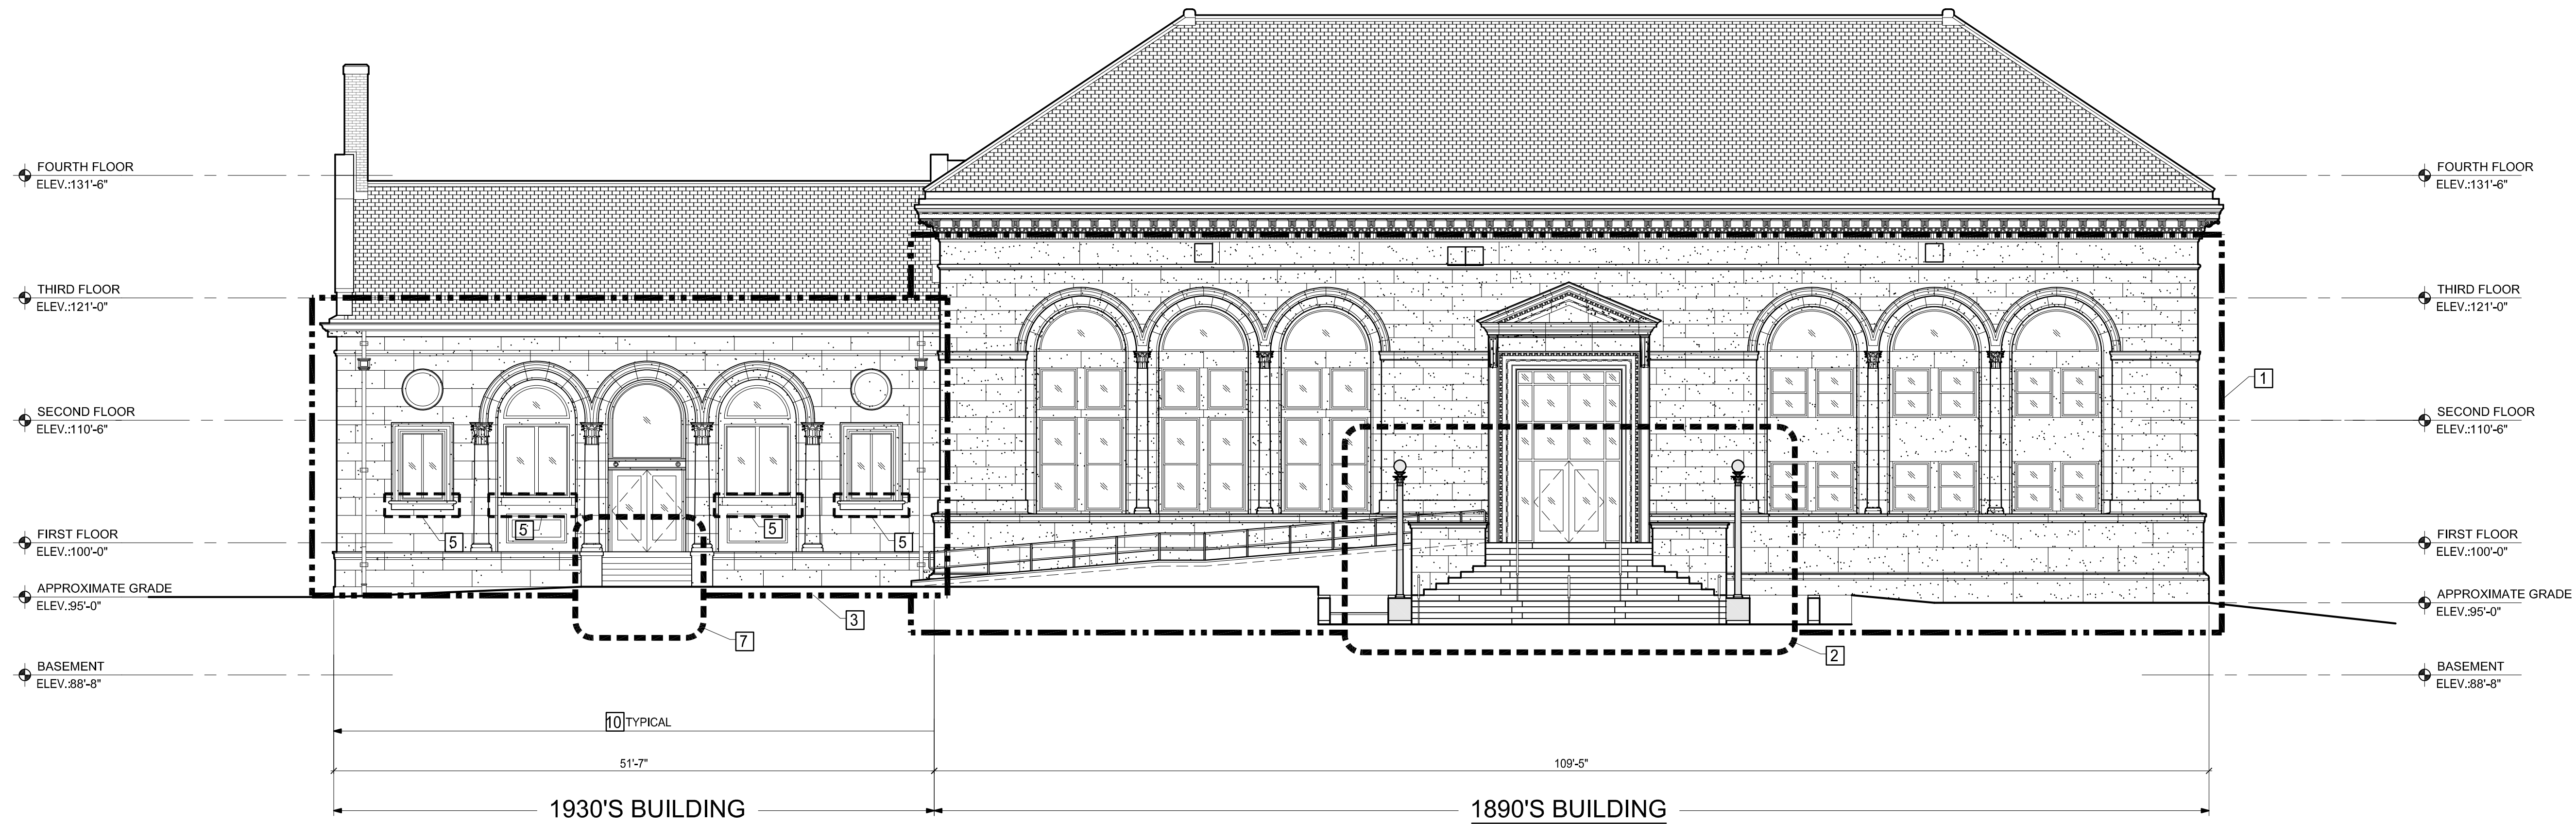 FOURTH FLOOR
ELEV.:131'-6"
THIRD FLOOR
ELEV.:121'-0"
SECOND FLOOR
ELEV.:110'-6"
FIRST FLOOR
ELEV.:100'-0"
APPROXIMATE GRADE
ELEV.:95'-0"
BASEMENT
ELEV.:88'-8"
5
5
5
5
7
3
2
1
10 TYPICAL
51'-7"
109'-5"
1930'S BUILDING
1890'S BUILDING
FOURTH FLOOR
ELEV.:131'-6"
THIRD FLOOR
ELEV.:121'-0"
SECOND FLOOR
ELEV.:110'-6"
FIRST FLOOR
ELEV.:100'-0"
APPROXIMATE GRADE
ELEV.:95'-0"
BASEMENT
ELEV.:88'-8"